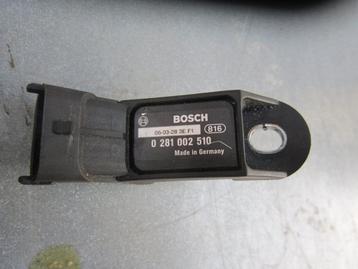 BOSCH
06-03-28 3E F1 816
0 281 002 510
Made in Germany